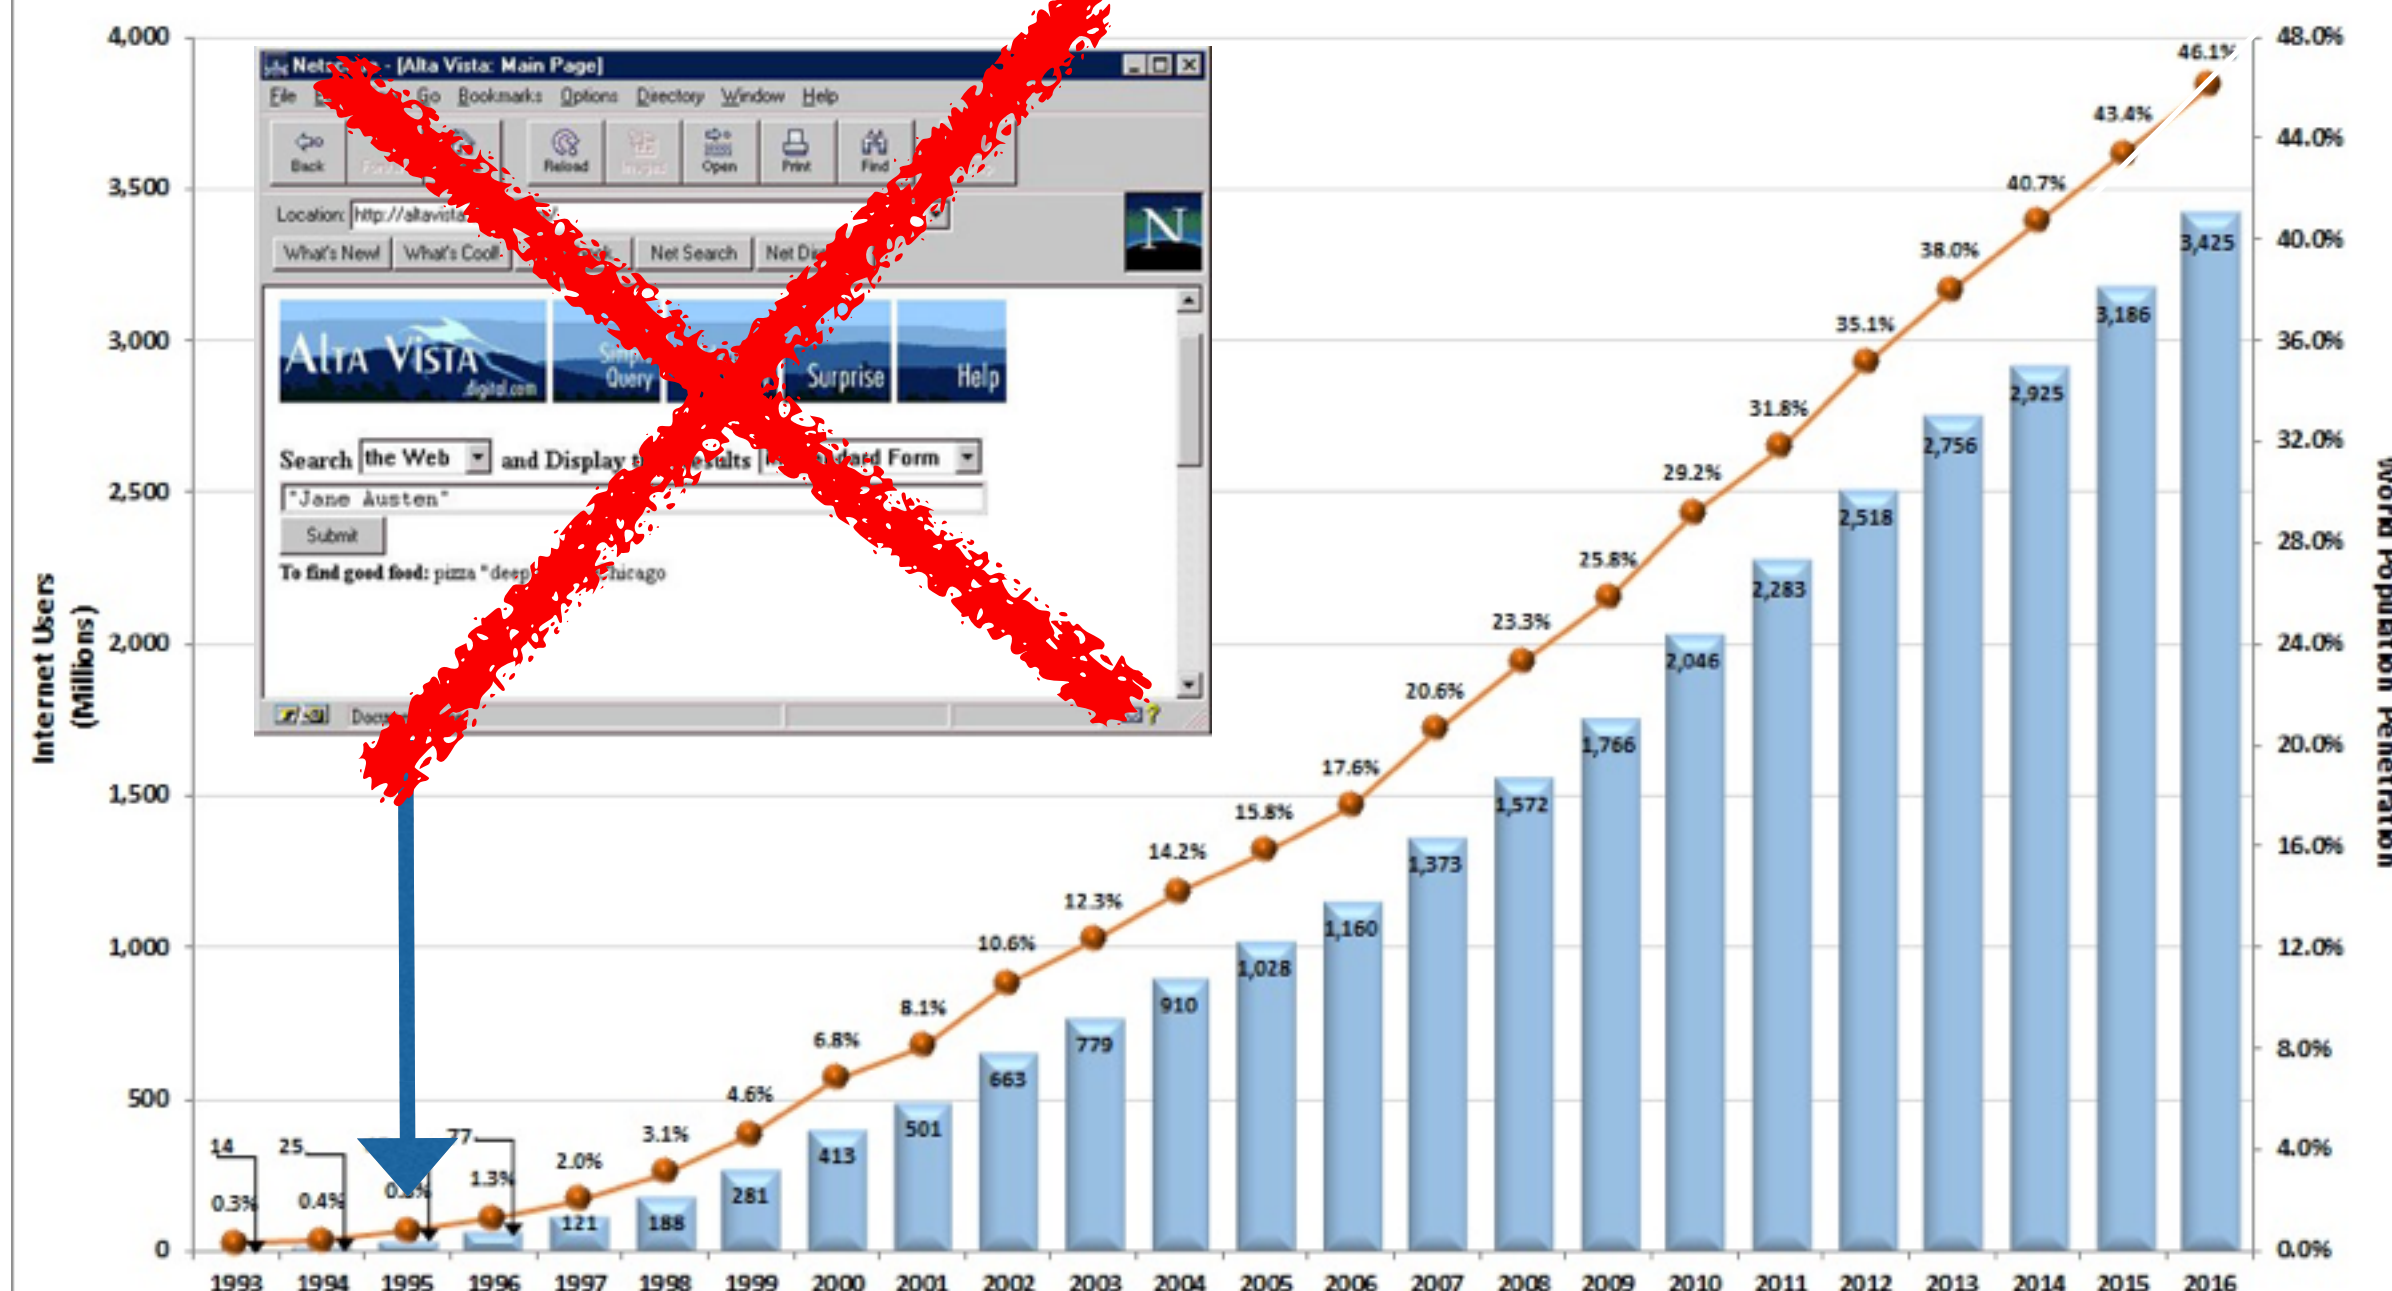 4,000
3,500
3,000
2,500
2,000
1,500
1,000
500
0
Internet Users
(Millions)
- [Alta Vista: Main Page]
File Go Bookmarks Options Directory Window Help
Back Reload Images Open Print Find
Location: http://altavista
What's New! What's Cool! Net Search Net
ALTA VISTA
digital.com
Query Surprise Help
Search the Web and Display Form
"Jane Austen"
Submit
To find good food: pizza "deep
14 25 77
0.3% 0.4% 1.3% 2.0% 3.1% 4.6% 6.8% 8.1% 10.6% 12.3% 14.2% 15.8% 17.6% 20.6% 23.3% 25.8% 29.2% 31.8% 35.1% 38.0% 40.7% 43.4% 46.1%
121 188 281 413 501 663 779 910 1,028 1,160 1,373 1,572 1,766 2,046 2,283 2,518 2,756 2,925 3,186 3,425
1993 1994 1995 1996 1997 1998 1999 2000 2001 2002 2003 2004 2005 2006 2007 2008 2009 2010 2011 2012 2013 2014 2015 2016
48.0%
44.0%
40.0%
36.0%
32.0%
28.0%
24.0%
20.0%
16.0%
12.0%
8.0%
4.0%
0.0%
World Population Penetration
N